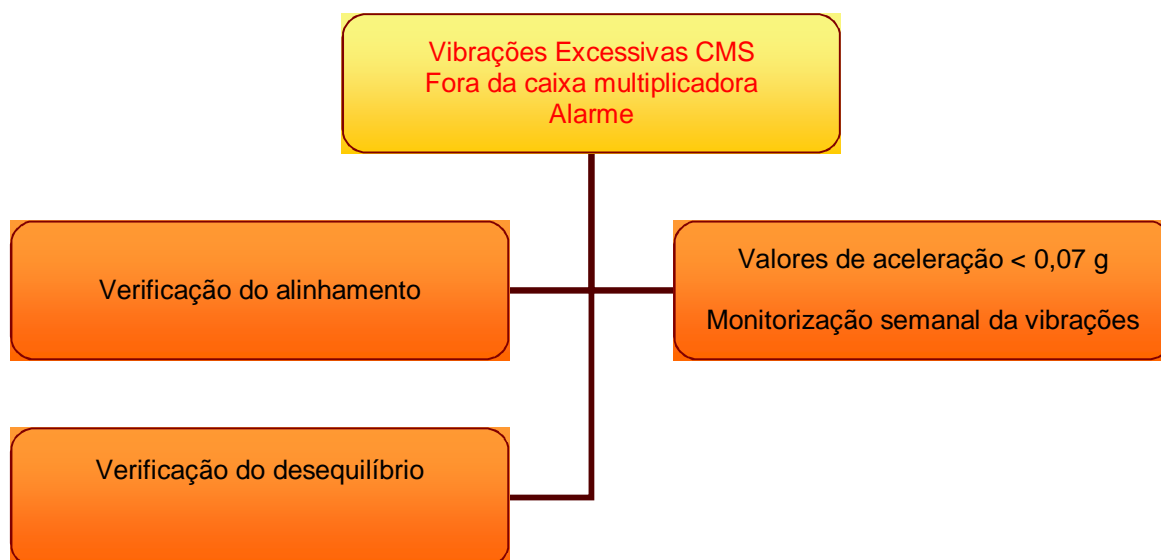 Vibrações Excessivas CMS
Fora da caixa multiplicadora
Alarme
Verificação do alinhamento
Valores de aceleração < 0,07 g
Monitorização semanal da vibrações
Verificação do desequilíbrio